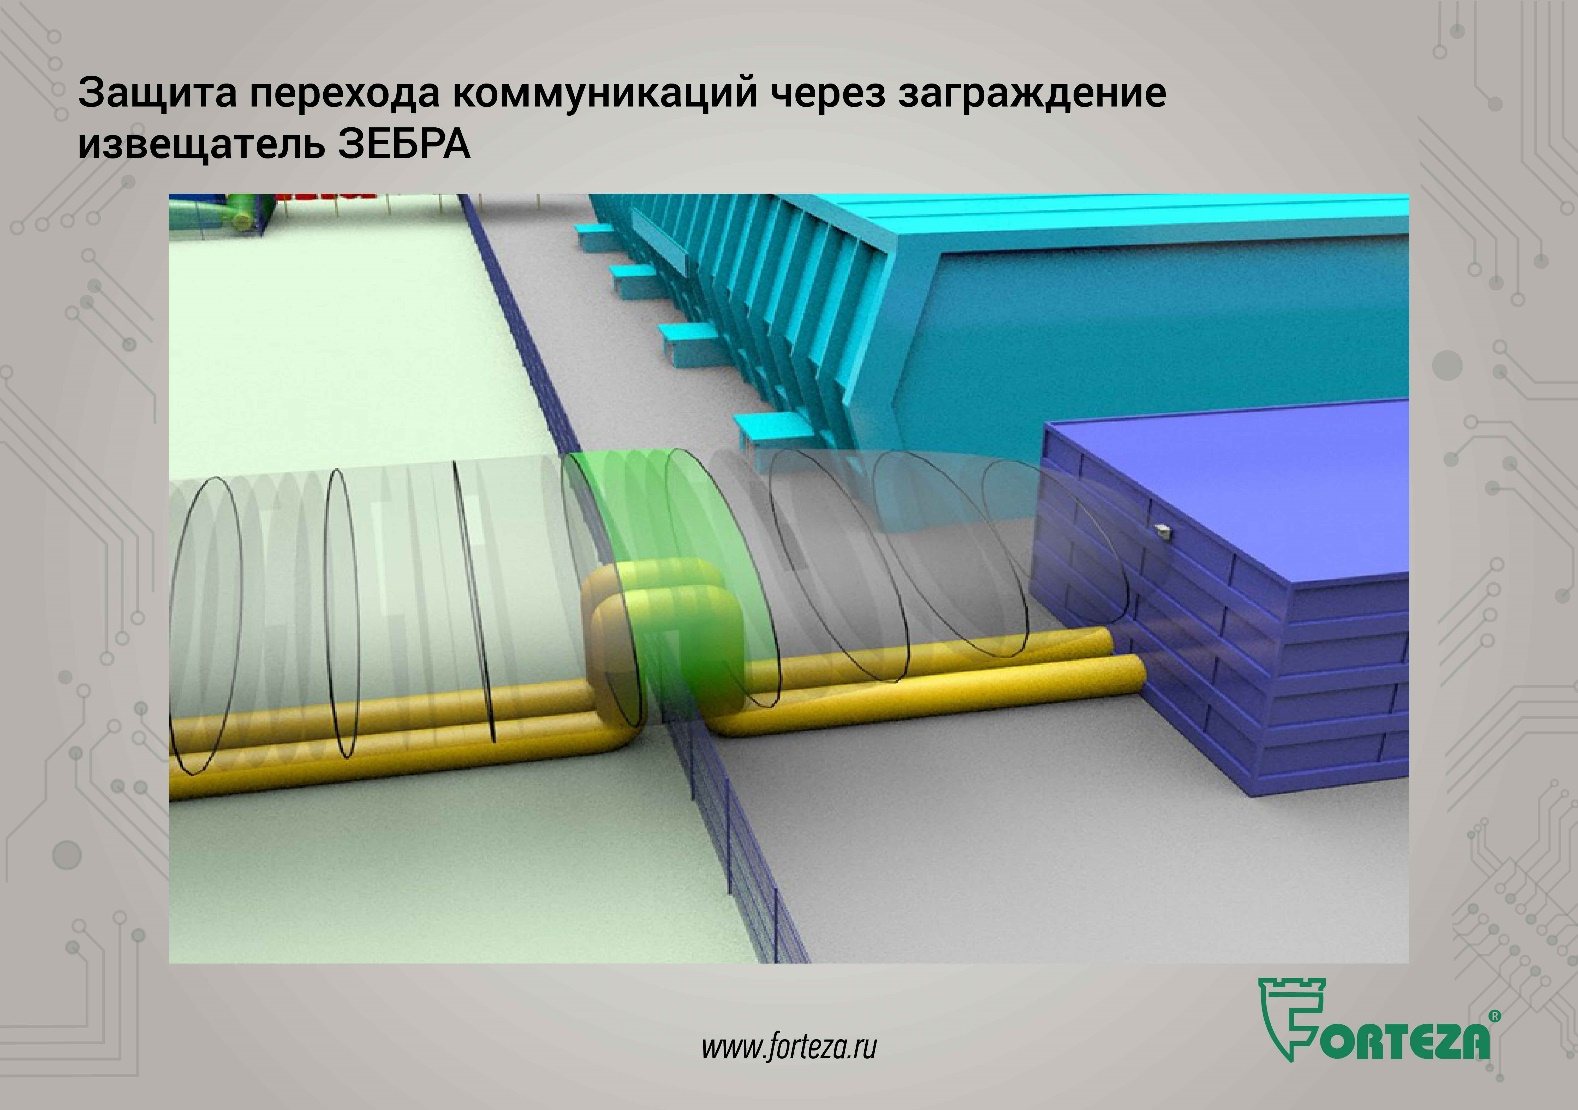 Защита перехода коммуникаций через заграждение
извещатель ЗЕБРА
www.forteza.ru
FORTEZA®